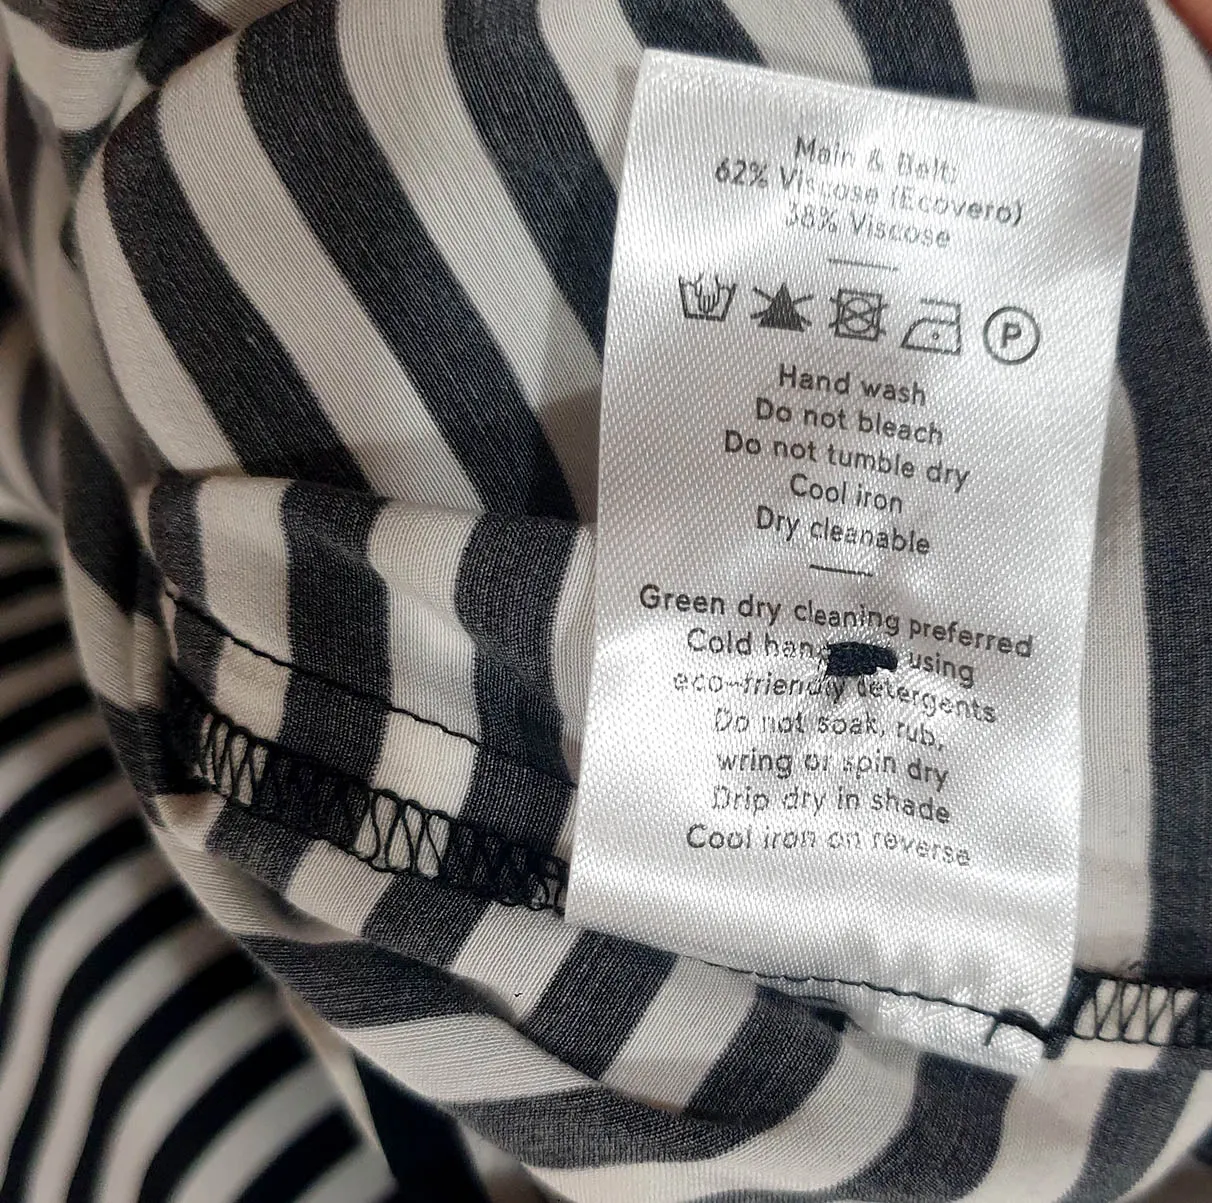 Main & Belt:
62% Viscose (Ecovero)
38% Viscose
P
Hand wash
Do not bleach
Do not tumble dry
Cool iron
Dry cleanable
Green dry cleaning preferred
Cold using
eco-friendly detergents
Do not soak, rub,
wring or spin dry
Drip dry in shade
Cool iron on reverse